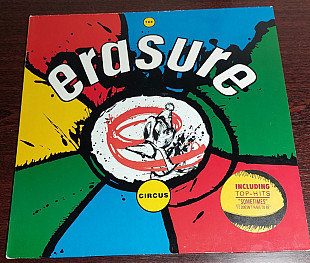 THE
erasure
CIRCUS
INCLUDING
TOP-HITS
"SOMETIMES"
"IT DOESN'T HAVE TO BE"